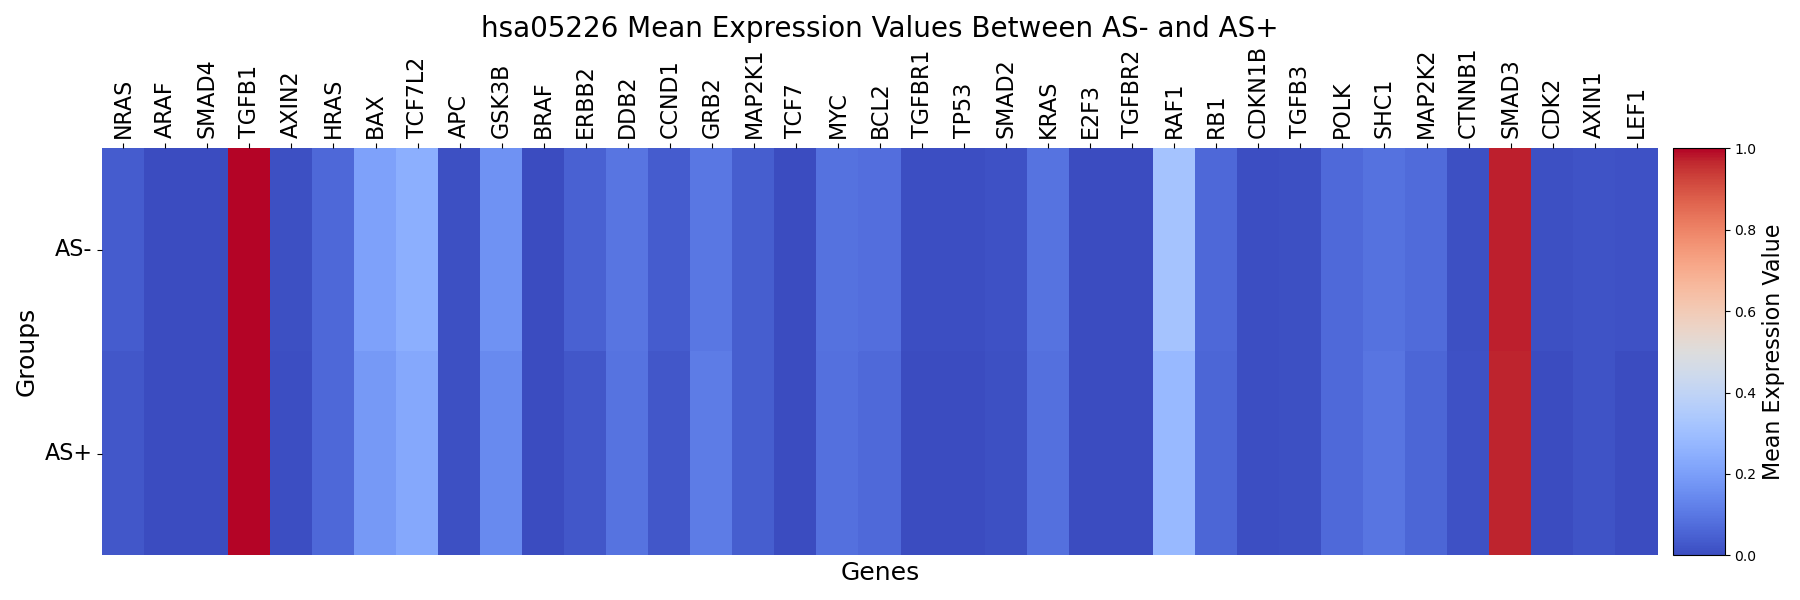 hsa05226 Mean Expression Values Between AS- and AS+
NRAS
ARAF
SMAD4
TGFB1
AXIN2
HRAS
BAX
TCF7L2
APC
GSK3B
BRAF
ERBB2
DDB2
CCND1
GRB2
MAP2K1
TCF7
MYC
BCL2
TGFBR1
TP53
SMAD2
KRAS
E2F3
TGFBR2
RAF1
RB1
CDKN1B
TGFB3
POLK
SHC1
MAP2K2
CTNNB1
SMAD3
CDK2
AXIN1
LEF1
Groups
AS-
AS+
Genes
1.0
0.8
0.6
0.4
0.2
0.0
Mean Expression Value